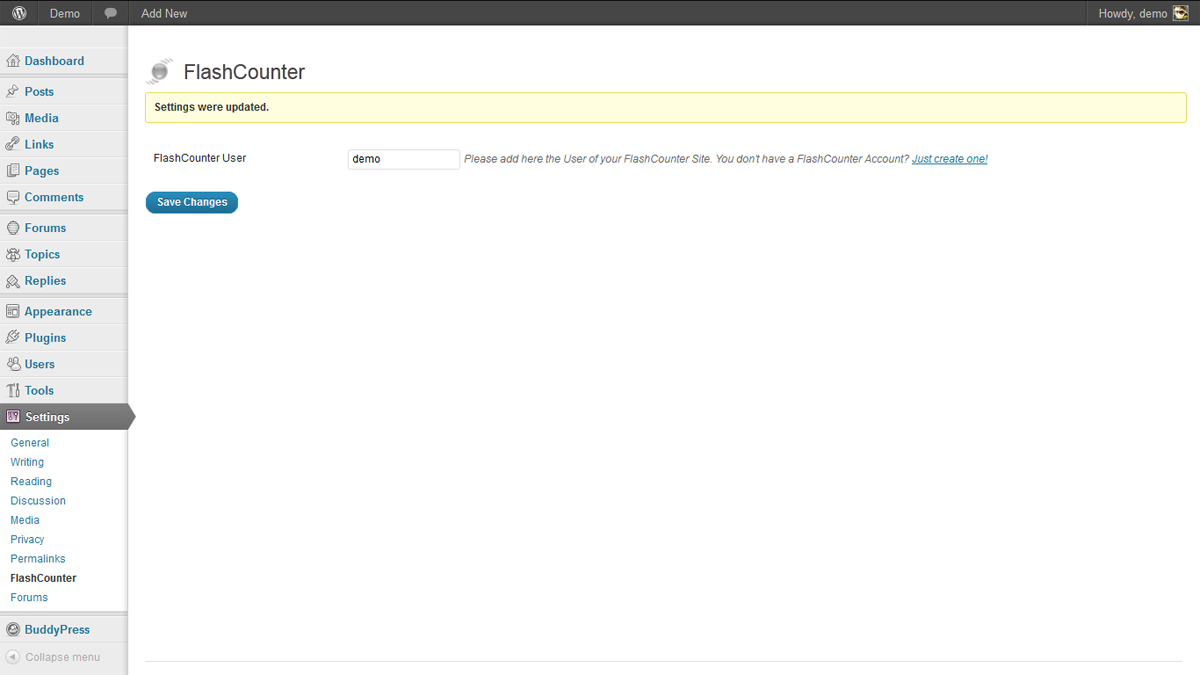 Demo Add New Howdy, demo
Dashboard
Posts
Media
Links
Pages
Comments
Forums
Topics
Replies
Appearance
Plugins
Users
Tools
Settings
General
Writing
Reading
Discussion
Media
Privacy
Permalinks
FlashCounter
Forums
BuddyPress
Collapse menu
FlashCounter
Settings were updated.
FlashCounter User demo Please add here the User of your FlashCounter Site. You don't have a FlashCounter Account? Just create one!
Save Changes